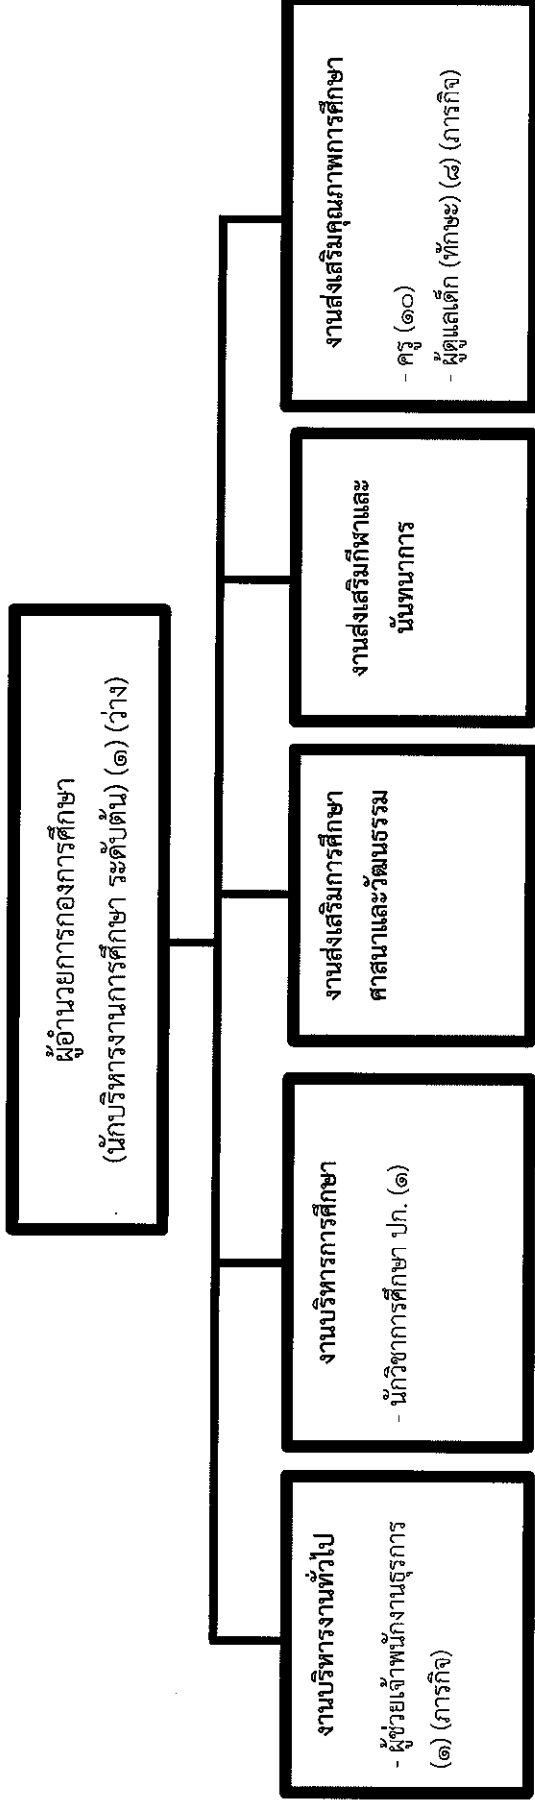 ผู้อำนวยการกองการศึกษา
(นักบริหารงานการศึกษา ระดับต้น) (๑) (ว่าง)
งานบริหารงานทั่วไป
- ผู้ช่วยเจ้าพนักงานธุรการ
(๑) (ภารกิจ)
งานบริหารการศึกษา
- นักวิชาการศึกษา ปก. (๑)
งานส่งเสริมการศึกษา
ศาสนาและวัฒนธรรม
งานส่งเสริมกีฬาและ
นันทนาการ
งานส่งเสริมคุณภาพการศึกษา
- ครู (๑๐)
- ผู้ดูแลเด็ก (ทักษะ) (๘) (ภารกิจ)